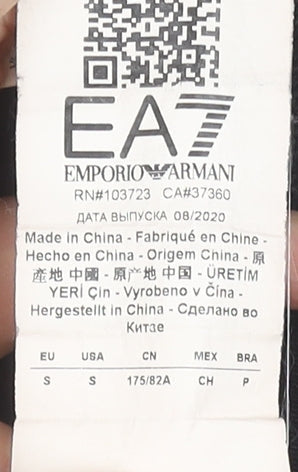 EA7
EMPORIO ARMANI
RN#103723 CA#37360
ДАТА ВЫПУСКА 08/2020
Made in China - Fabriqué en Chine -
Hecho en China - Origem China - 原
產地 中國 - 原产地 中国 - ÜRETİM
YERİ Çin - Vyrobeno v Čína -
Hergestellt in China - Сделано во
Китае
EU USA CN MEX BRA
S S 175/82A CH P